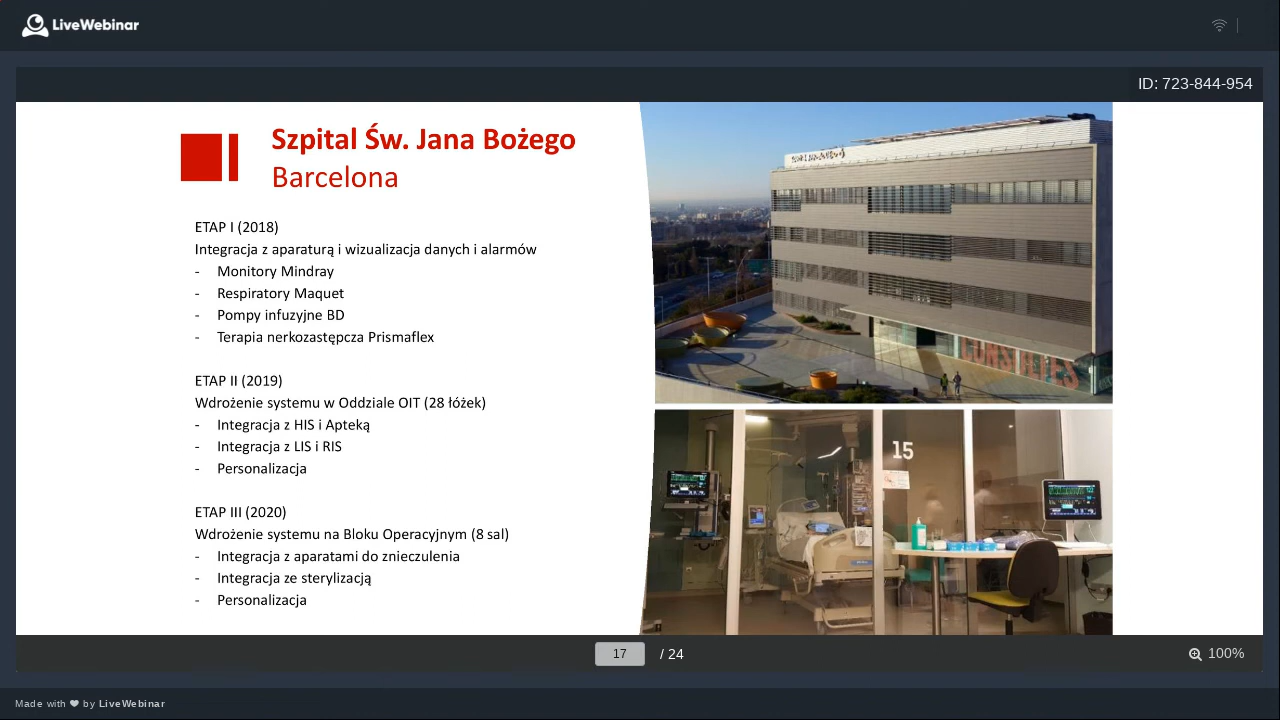 LiveWebinar
ID: 723-844-954
Szpital Św. Jana Bożego
Barcelona
ETAP I (2018)
Integracja z aparaturą i wizualizacja danych i alarmów
- Monitory Mindray
- Respiratory Maquet
- Pompy infuzyjne BD
- Terapia nerkozastępcza Prismaflex
ETAP II (2019)
Wdrożenie systemu w Oddziale OIT (28 łóżek)
- Integracja z HIS i Apteką
- Integracja z LIS i RIS
- Personalizacja
ETAP III (2020)
Wdrożenie systemu na Bloku Operacyjnym (8 sal)
- Integracja z aparatami do znieczulenia
- Integracja ze sterylizacją
- Personalizacja
CONSULTES
15
17 / 24
100%
Made with ❤ by LiveWebinar